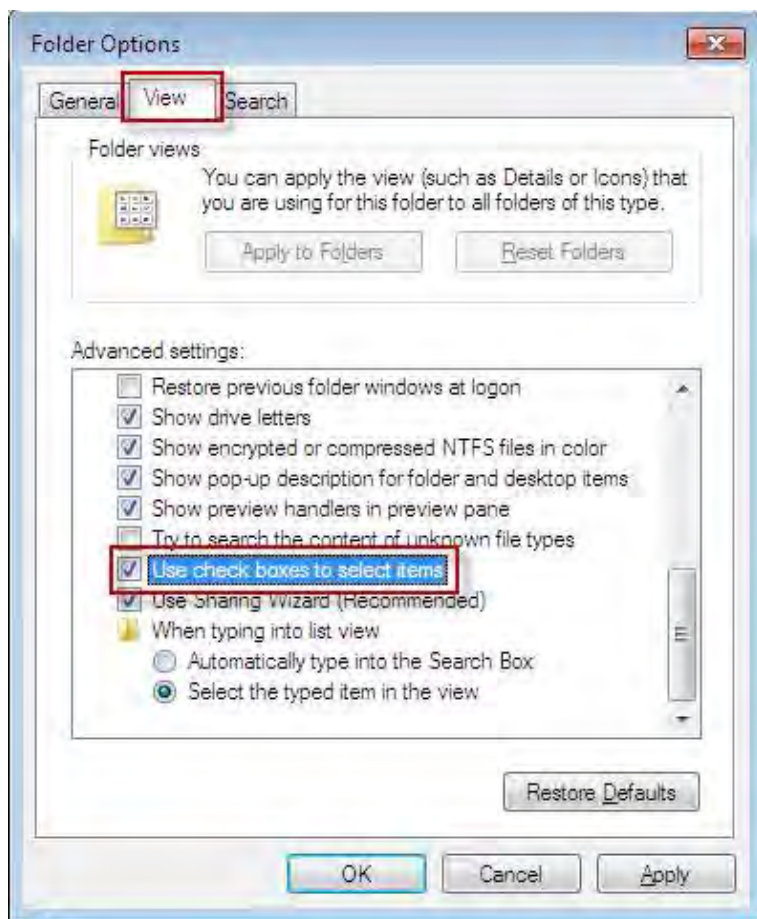 Folder Options
General View Search
Folder views
You can apply the view (such as Details or Icons) that
you are using for this folder to all folders of this type.
Apply to Folders Reset Folders
Advanced settings:
Restore previous folder windows at logon
Show drive letters
Show encrypted or compressed NTFS files in color
Show pop-up description for folder and desktop items
Show preview handlers in preview pane
Try to search the content of unknown file types
Use check boxes to select items
Use Sharing Wizard (Recommended)
When typing into list view
Automatically type into the Search Box
Select the typed item in the view
Restore Defaults
OK Cancel Apply